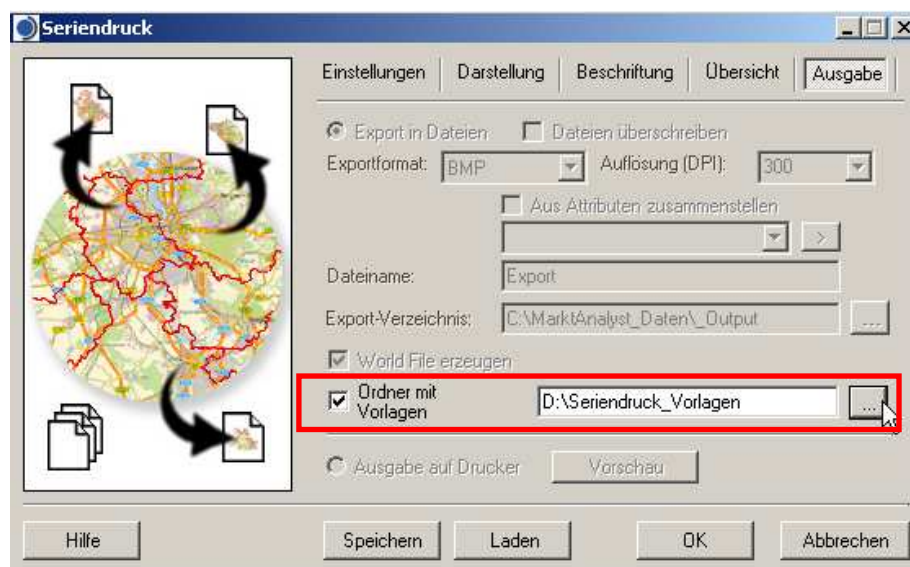 Seriendruck
Einstellungen Darstellung Beschriftung Übersicht Ausgabe
Export in Dateien Dateien überschreiben
Exportformat: BMP Auflösung (DPI): 300
Aus Attributen zusammenstellen
>
Dateiname: Export
Export-Verzeichnis: C:\MarktAnalyst_Daten\_Output ...
World File erzeugen
Ordner mit
Vorlagen D:\Seriendruck_Vorlagen ...
Ausgabe auf Drucker Vorschau
Hilfe Speichern Laden OK Abbrechen